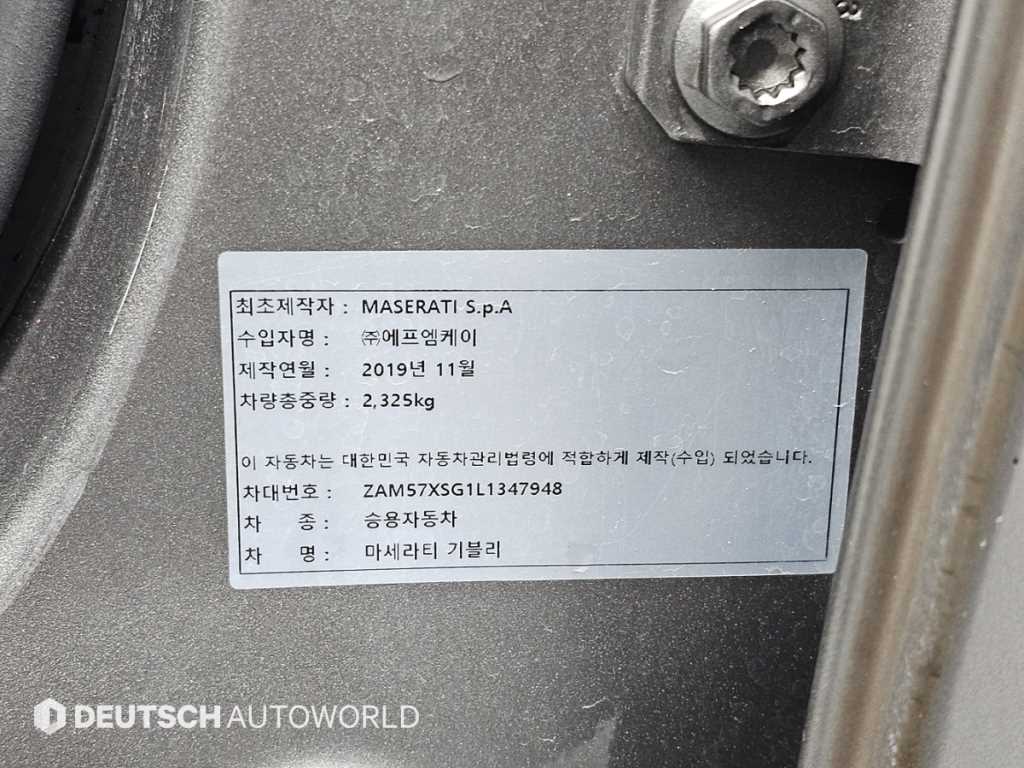 최초제작자 : MASERATI S.p.A
수입자명 : ㈜에프엠케이
제작연월 : 2019년 11월
차량총중량 : 2,325kg
이 자동차는 대한민국 자동차관리법령에 적합하게 제작(수입) 되었습니다.
차대번호 : ZAM57XSG1L1347948
차 종 : 승용자동차
차 명 : 마세라티 기블리
DEUTSCH AUTOWORLD